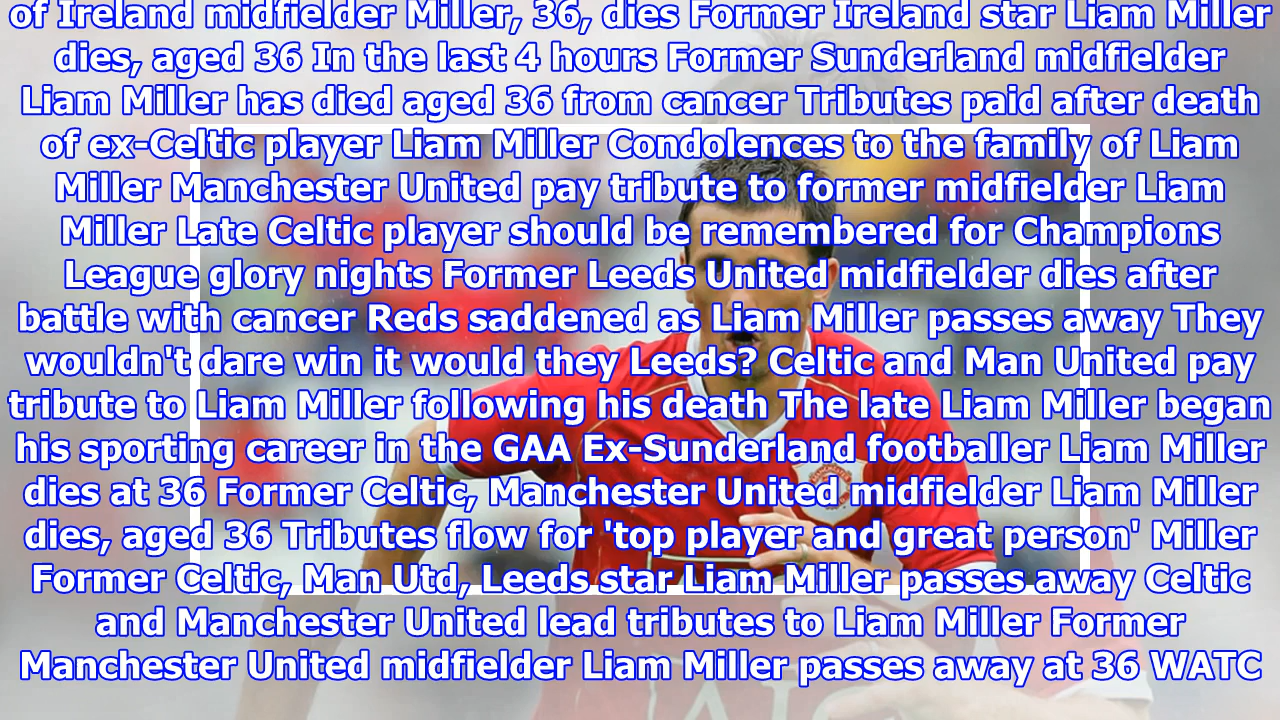 of Ireland midfielder Miller, 36, dies Former Ireland star Liam Miller
dies, aged 36 In the last 4 hours Former Sunderland midfielder
Liam Miller has died aged 36 from cancer Tributes paid after death
of ex-Celtic player Liam Miller Condolences to the family of Liam
Miller Manchester United pay tribute to former midfielder Liam
Miller Late Celtic player should be remembered for Champions
League glory nights Former Leeds United midfielder dies after
battle with cancer Reds saddened as Liam Miller passes away They
wouldn't dare win it would they Leeds? Celtic and Man United pay
tribute to Liam Miller following his death The late Liam Miller began
his sporting career in the GAA Ex-Sunderland footballer Liam Miller
dies at 36 Former Celtic, Manchester United midfielder Liam Miller
dies, aged 36 Tributes flow for 'top player and great person' Miller
Former Celtic, Man Utd, Leeds star Liam Miller passes away Celtic
and Manchester United lead tributes to Liam Miller Former
Manchester United midfielder Liam Miller passes away at 36 WATC